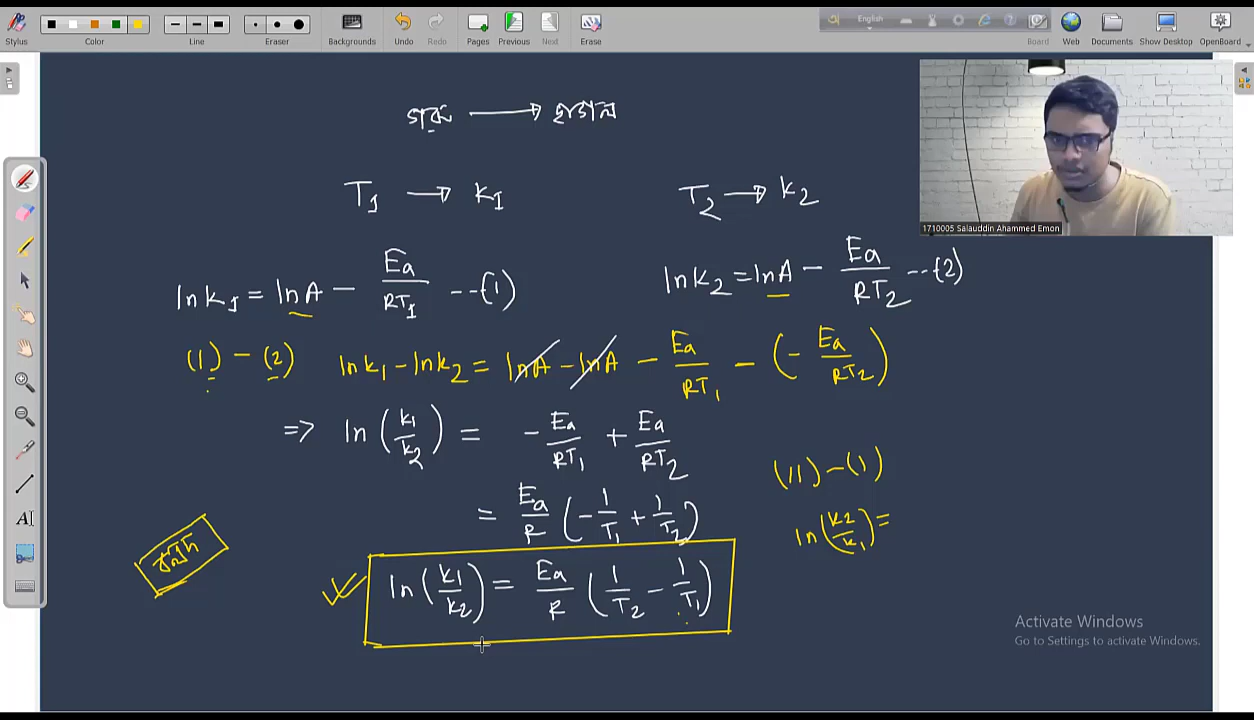 Stylus
Color
Line
Eraser
Backgrounds
Undo
Redo
Pages
Previous
Next
Erase
English
Board
Web
Documents
Show Desktop
OpenBoard
1710005 Salauddin Ahammed Emon
T₁ → K₁
T₂ → K₂
ln K₁ = ln A − Ea/RT₁ --- (1)
ln K₂ = ln A − Ea/RT₂ --- (2)
(1) − (2) ln K₁ − ln K₂ = ln A − ln A − Ea/RT₁ − (− Ea/RT₂)
=> ln (K₁/K₂) = − Ea/RT₁ + Ea/RT₂
= Ea/R (− 1/T₁ + 1/T₂)
ln (K₁/K₂) = Ea/R (1/T₂ − 1/T₁)
(11) − (1)
ln (K2/K₁) =
Activate Windows
Go to Settings to activate Windows.